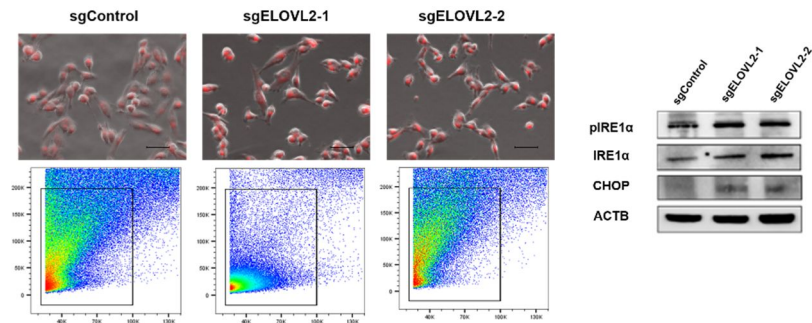 sgControl
sgELOVL2-1
sgELOVL2-2
200K
150K
100K
50K
0
40K
70K
100K
130K
200K
150K
100K
50K
0
40K
70K
100K
130K
200K
150K
100K
50K
0
40K
70K
100K
130K
sgControl
sgELOVL2-1
sgELOVL2-2
pIRE1α
IRE1α
CHOP
ACTB